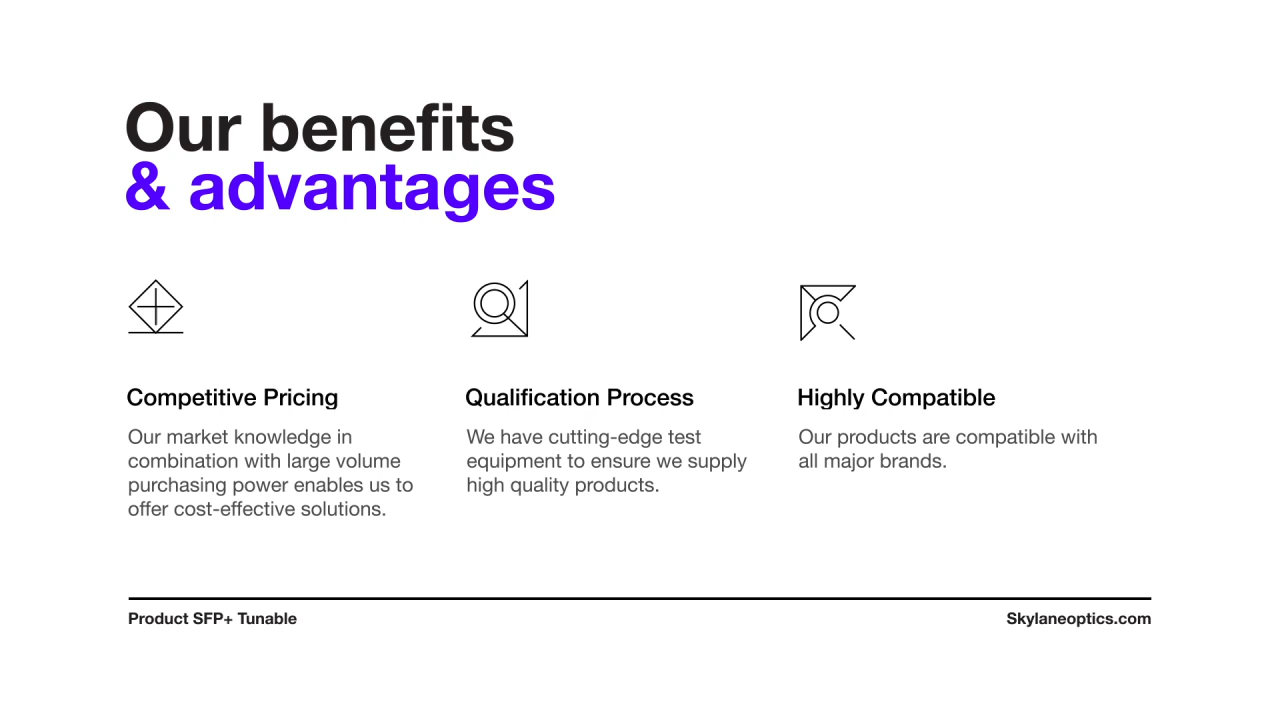 Our benefits
& advantages
Competitive Pricing
Our market knowledge in
combination with large volume
purchasing power enables us to
offer cost-effective solutions.
Qualification Process
We have cutting-edge test
equipment to ensure we supply
high quality products.
Highly Compatible
Our products are compatible with
all major brands.
Product SFP+ Tunable
Skylaneoptics.com